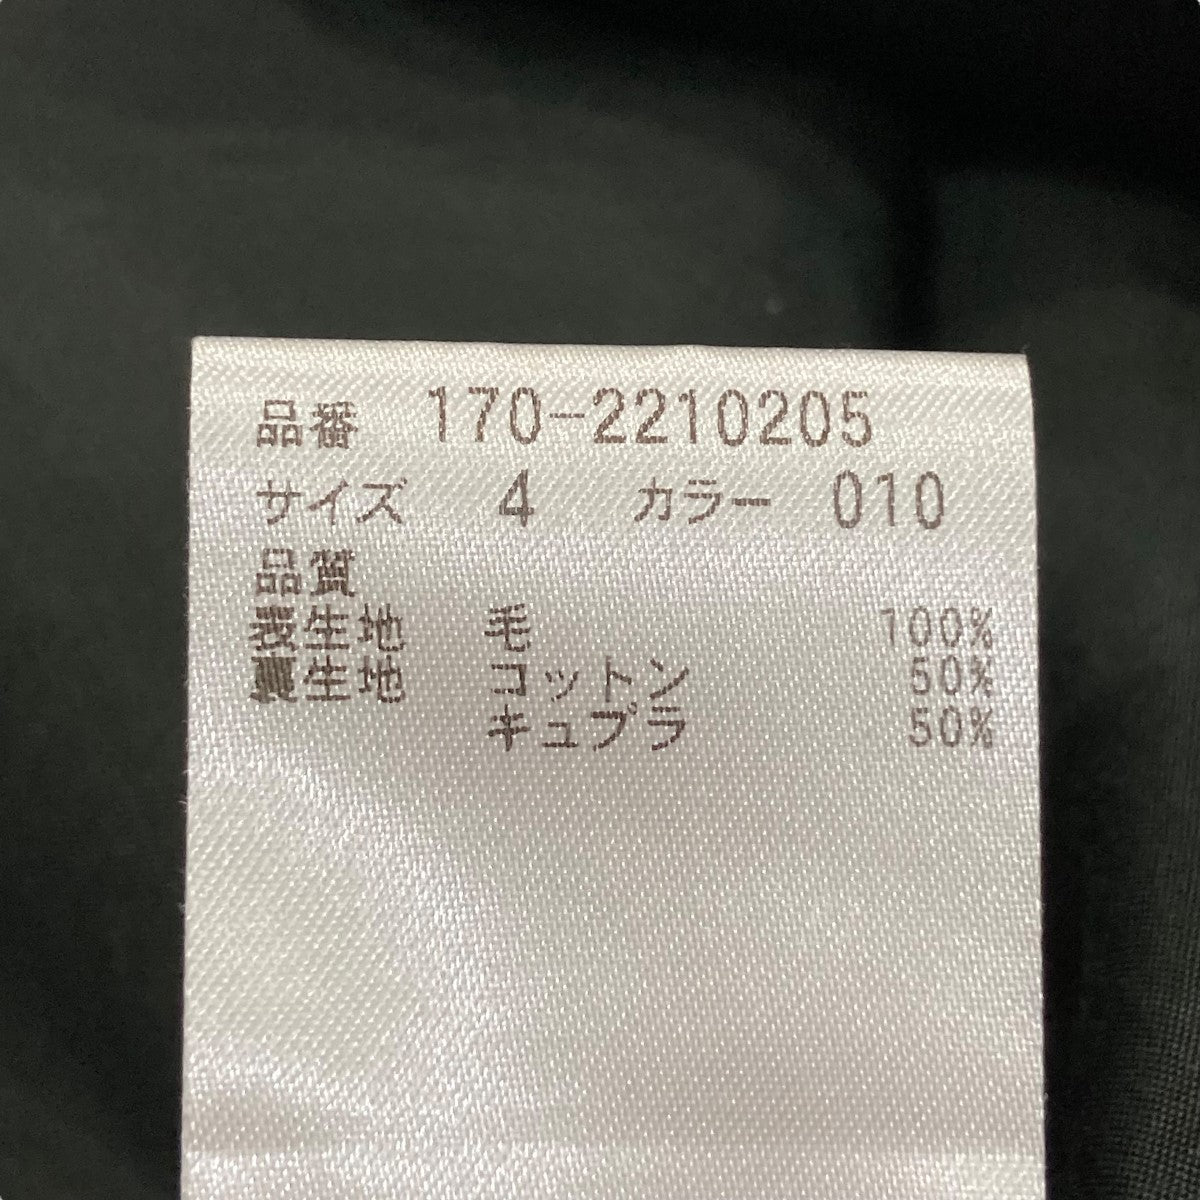 品番 170-2210205
サイズ 4 カラー 010
品質
表生地 毛 100%
裏生地 コットン 50%
キュプラ 50%